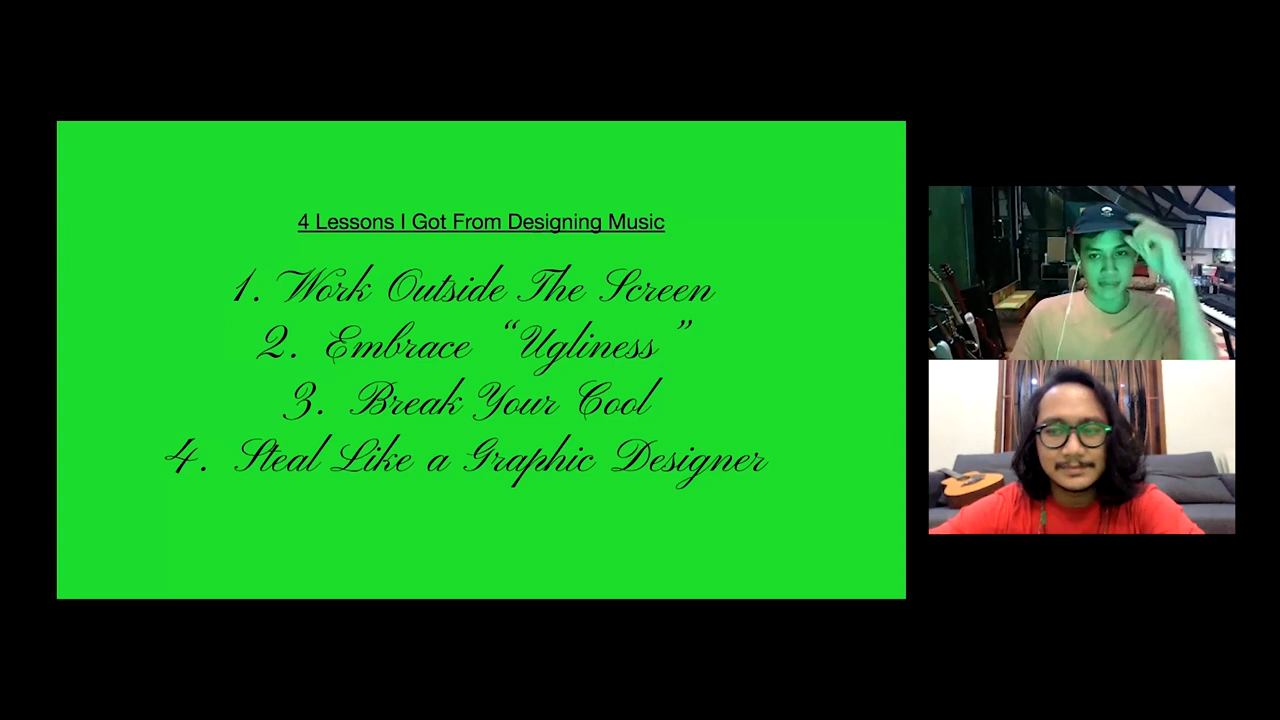 4 Lessons I Got From Designing Music
1. Work Outside The Screen
2. Embrace “Ugliness”
3. Break Your Cool
4. Steal Like a Graphic Designer